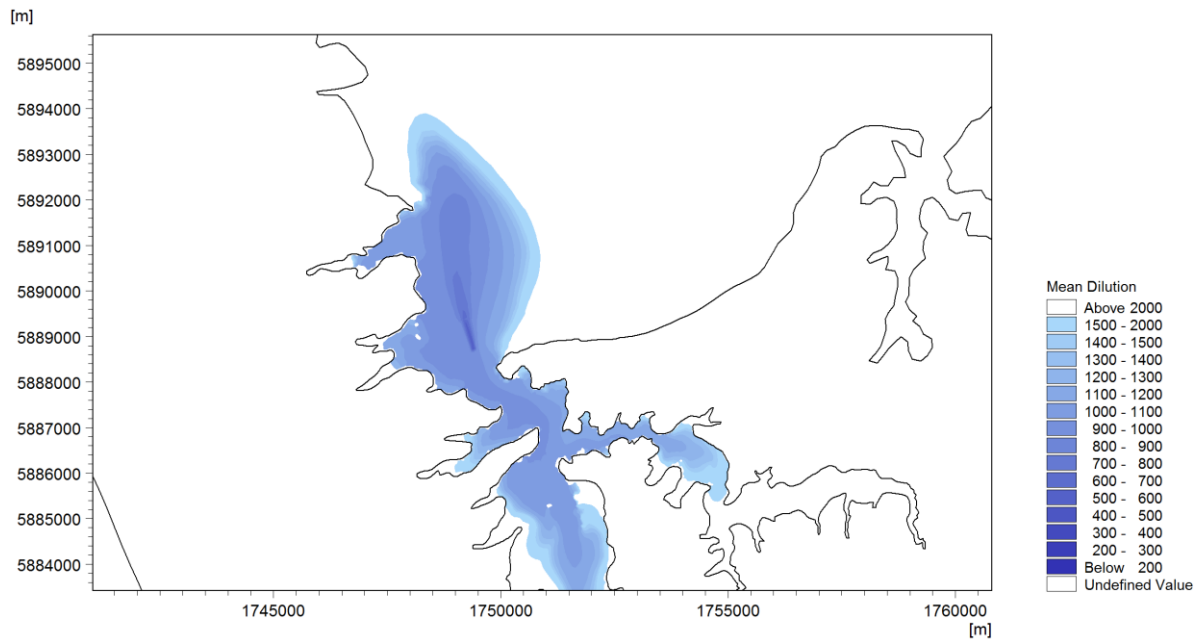 [m]
5895000
5894000
5893000
5892000
5891000
5890000
5889000
5888000
5887000
5886000
5885000
5884000
1745000 1750000 1755000 1760000
[m]
Mean Dilution
Above 2000
1500 - 2000
1400 - 1500
1300 - 1400
1200 - 1300
1100 - 1200
1000 - 1100
900 - 1000
800 - 900
700 - 800
600 - 700
500 - 600
400 - 500
300 - 400
200 - 300
Below 200
Undefined Value